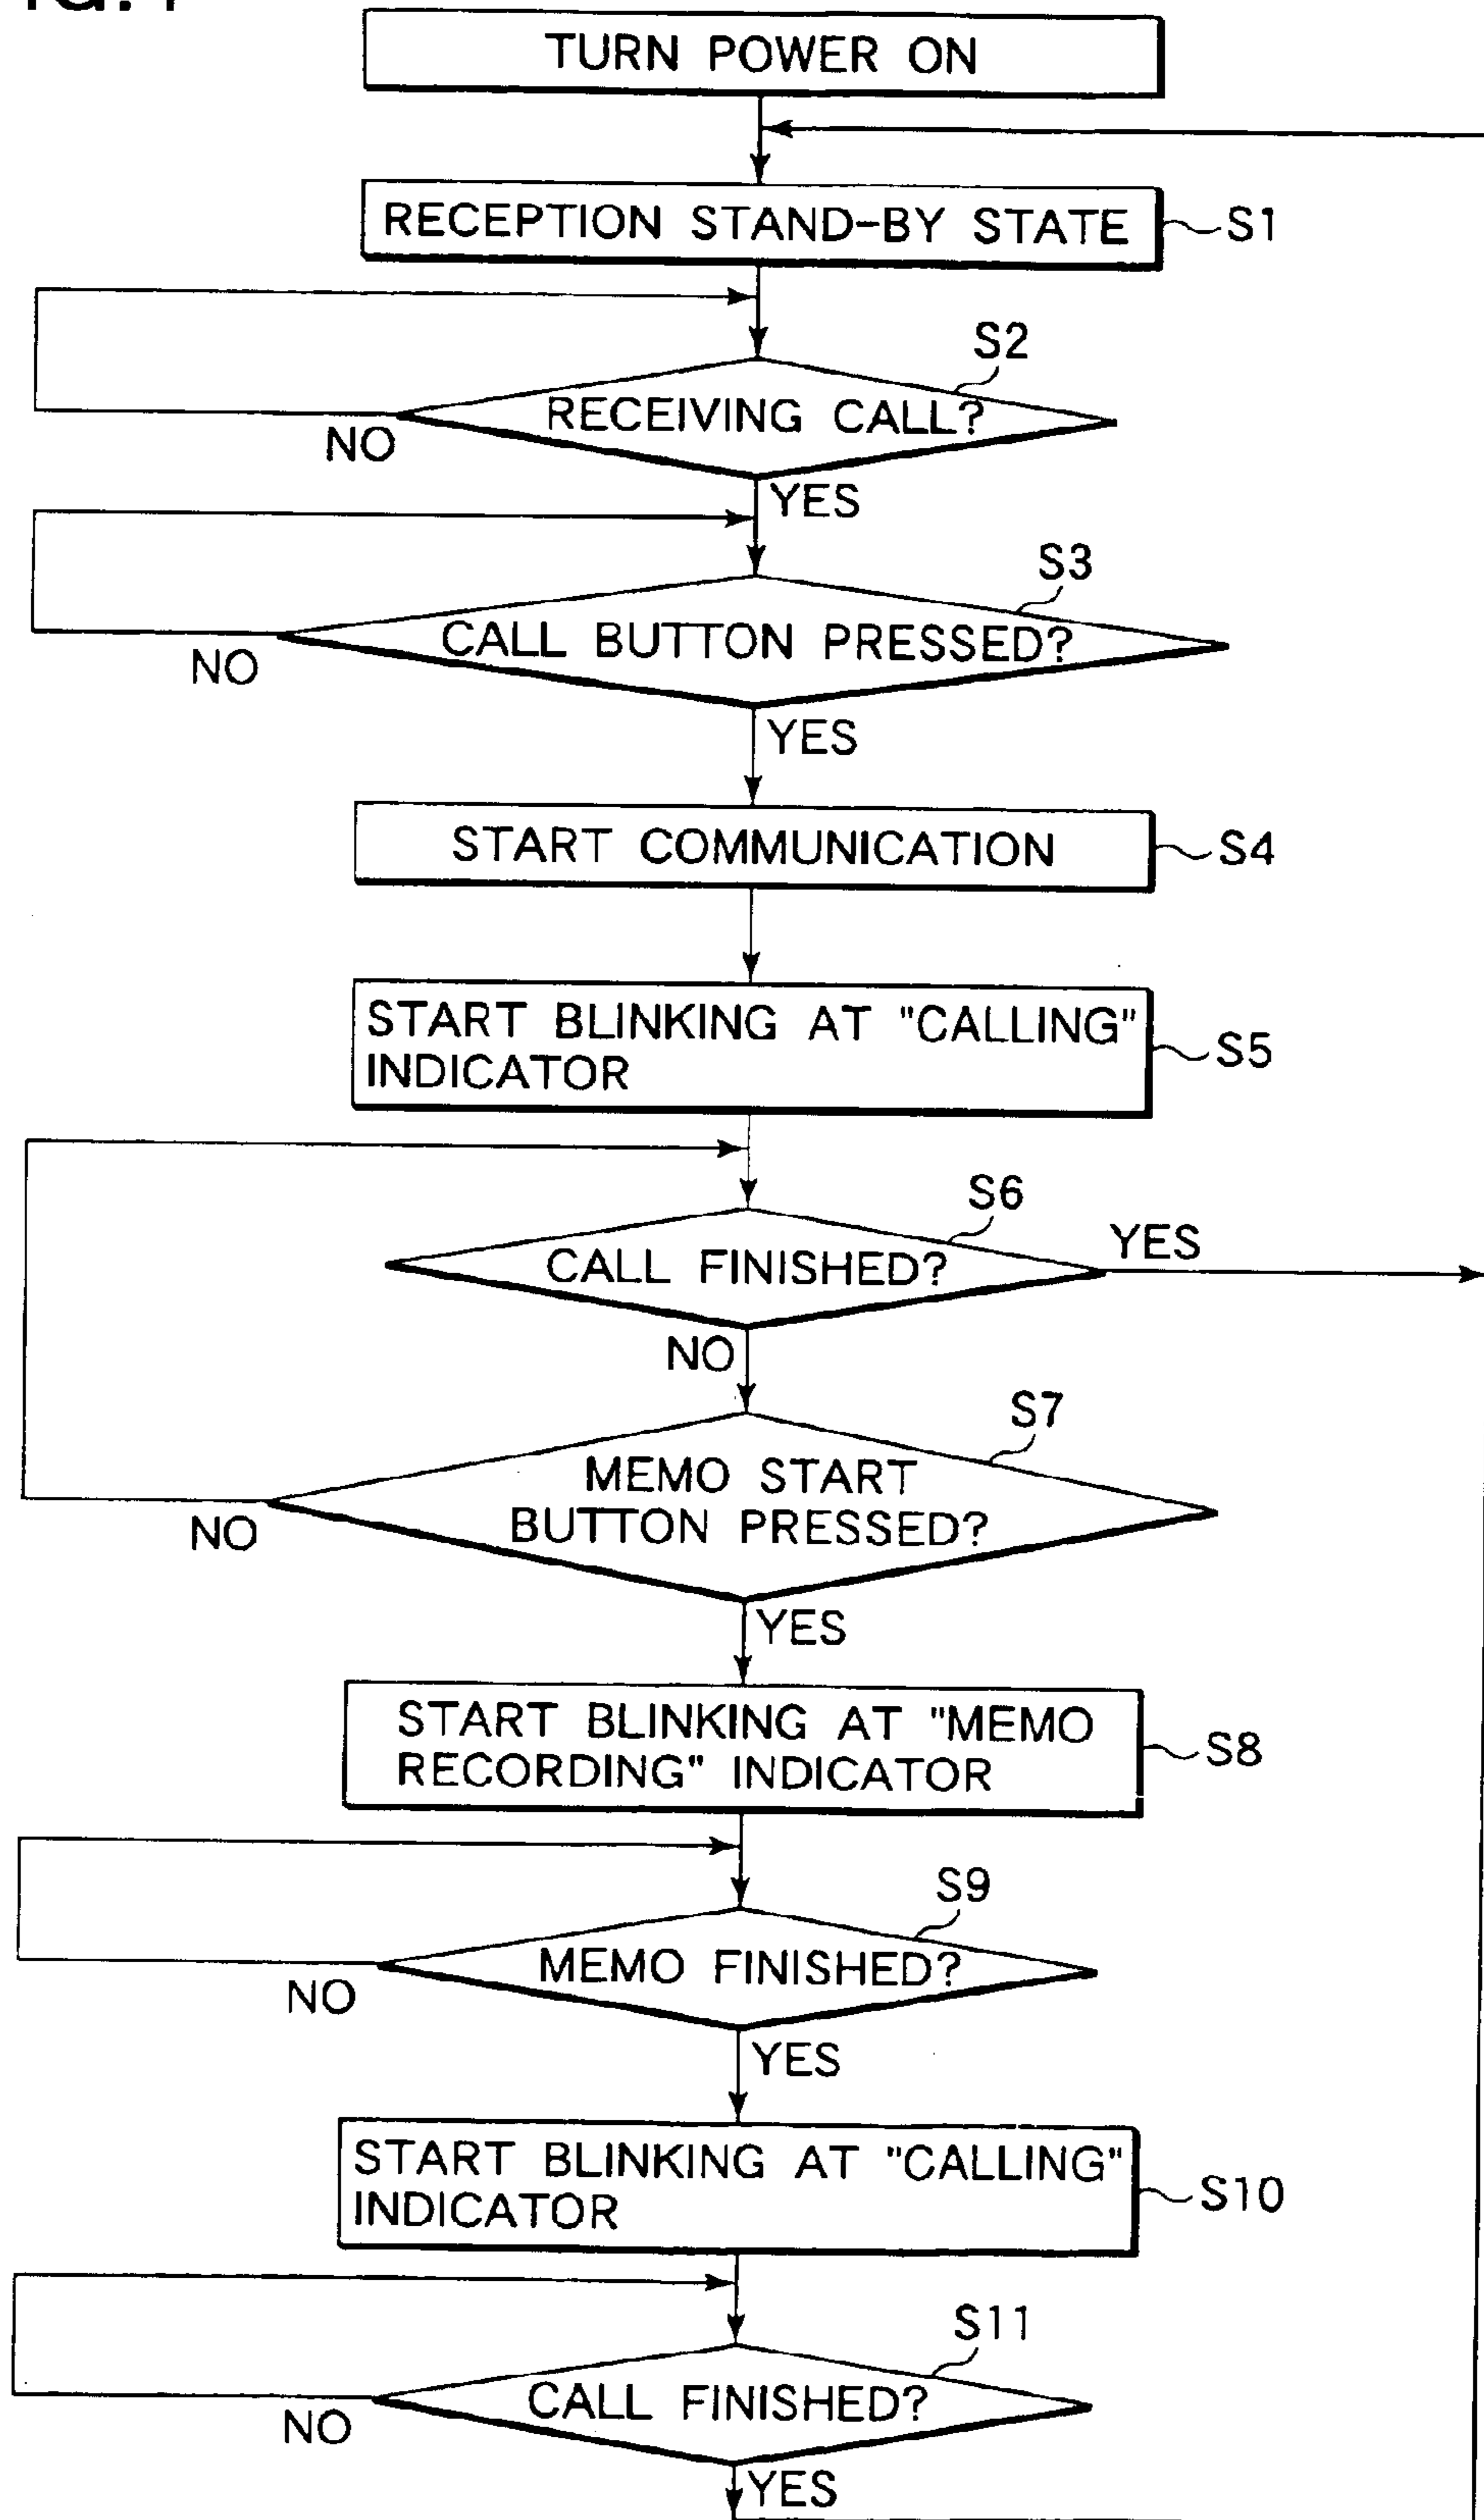 TURN POWER ON
RECEPTION STAND-BY STATE
S1
S2
RECEIVING CALL?
NO
YES
S3
CALL BUTTON PRESSED?
NO
YES
START COMMUNICATION
S4
START BLINKING AT "CALLING"
INDICATOR
S5
S6
YES
CALL FINISHED?
NO
S7
MEMO START
BUTTON PRESSED?
NO
YES
START BLINKING AT "MEMO
RECORDING" INDICATOR
S8
S9
MEMO FINISHED?
NO
YES
START BLINKING AT "CALLING"
INDICATOR
S10
S11
CALL FINISHED?
NO
YES